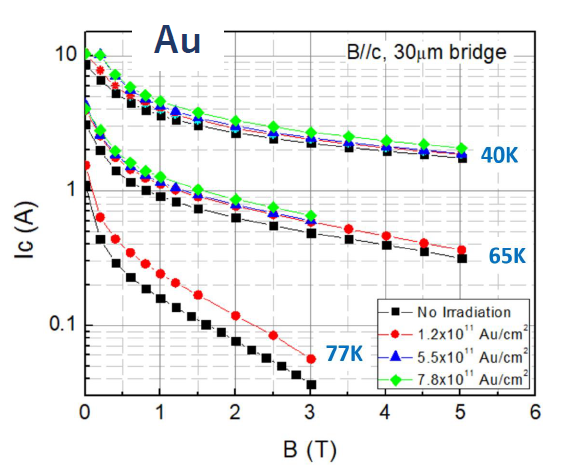 Au
B//c, 30μm bridge
10
1
0.1
Ic (A)
40K
65K
77K
No Irradiation
1.2x10¹¹ Au/cm²
5.5x10¹¹ Au/cm²
7.8x10¹¹ Au/cm²
0 1 2 3 4 5 6
B (T)